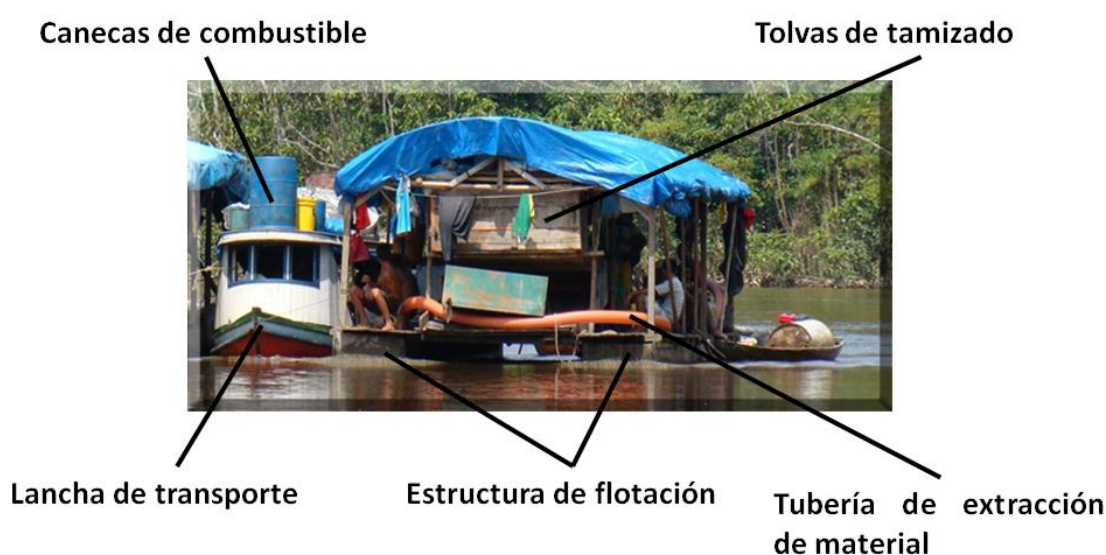 Canecas de combustible
Tolvas de tamizado
Lancha de transporte
Estructura de flotación
Tubería de extracción
de material